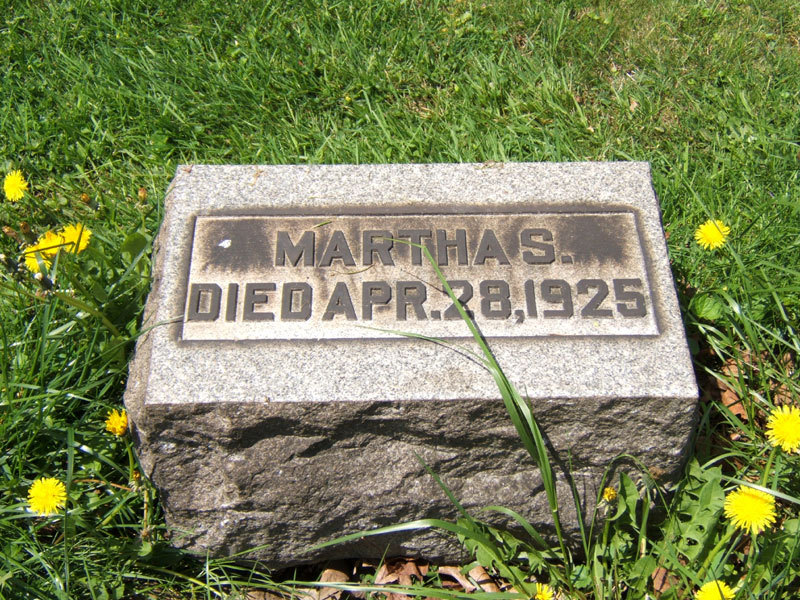 MARTHA S.
DIED APR. 28, 1925